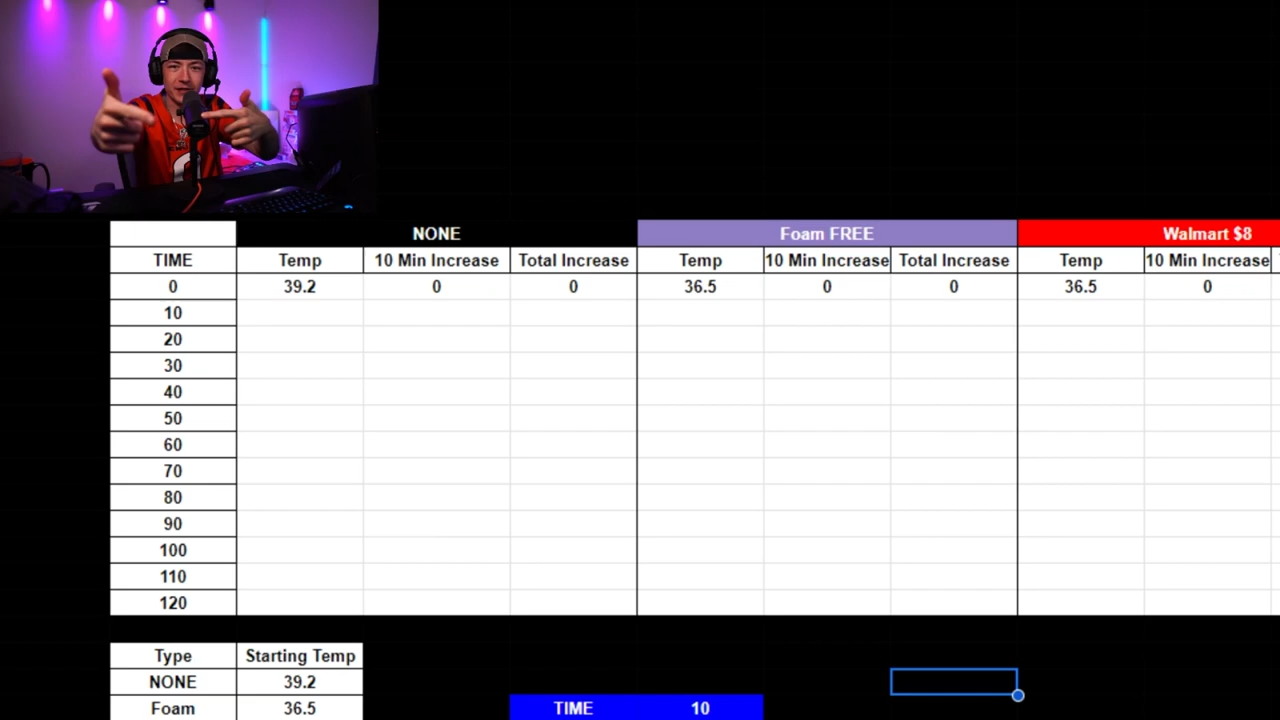 NONE Foam FREE Walmart $8
TIME Temp 10 Min Increase Total Increase Temp 10 Min Increase Total Increase Temp 10 Min Increase
0 39.2 0 0 36.5 0 0 36.5 0
10
20
30
40
50
60
70
80
90
100
110
120
Type Starting Temp
NONE 39.2
Foam 36.5 TIME 10